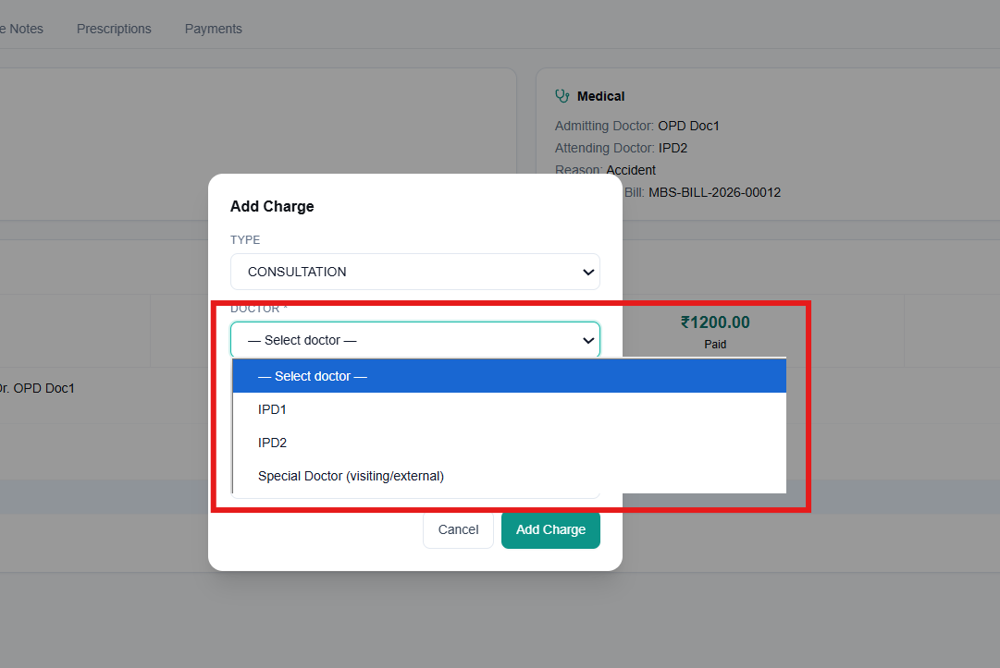 e Notes
Prescriptions
Payments
Medical
Admitting Doctor: OPD Doc1
Attending Doctor: IPD2
Reason: Accident
Bill: MBS-BILL-2026-00012
Add Charge
TYPE
CONSULTATION
DOCTOR *
— Select doctor —
₹1200.00
Paid
— Select doctor —
Dr. OPD Doc1
IPD1
IPD2
Special Doctor (visiting/external)
Cancel
Add Charge